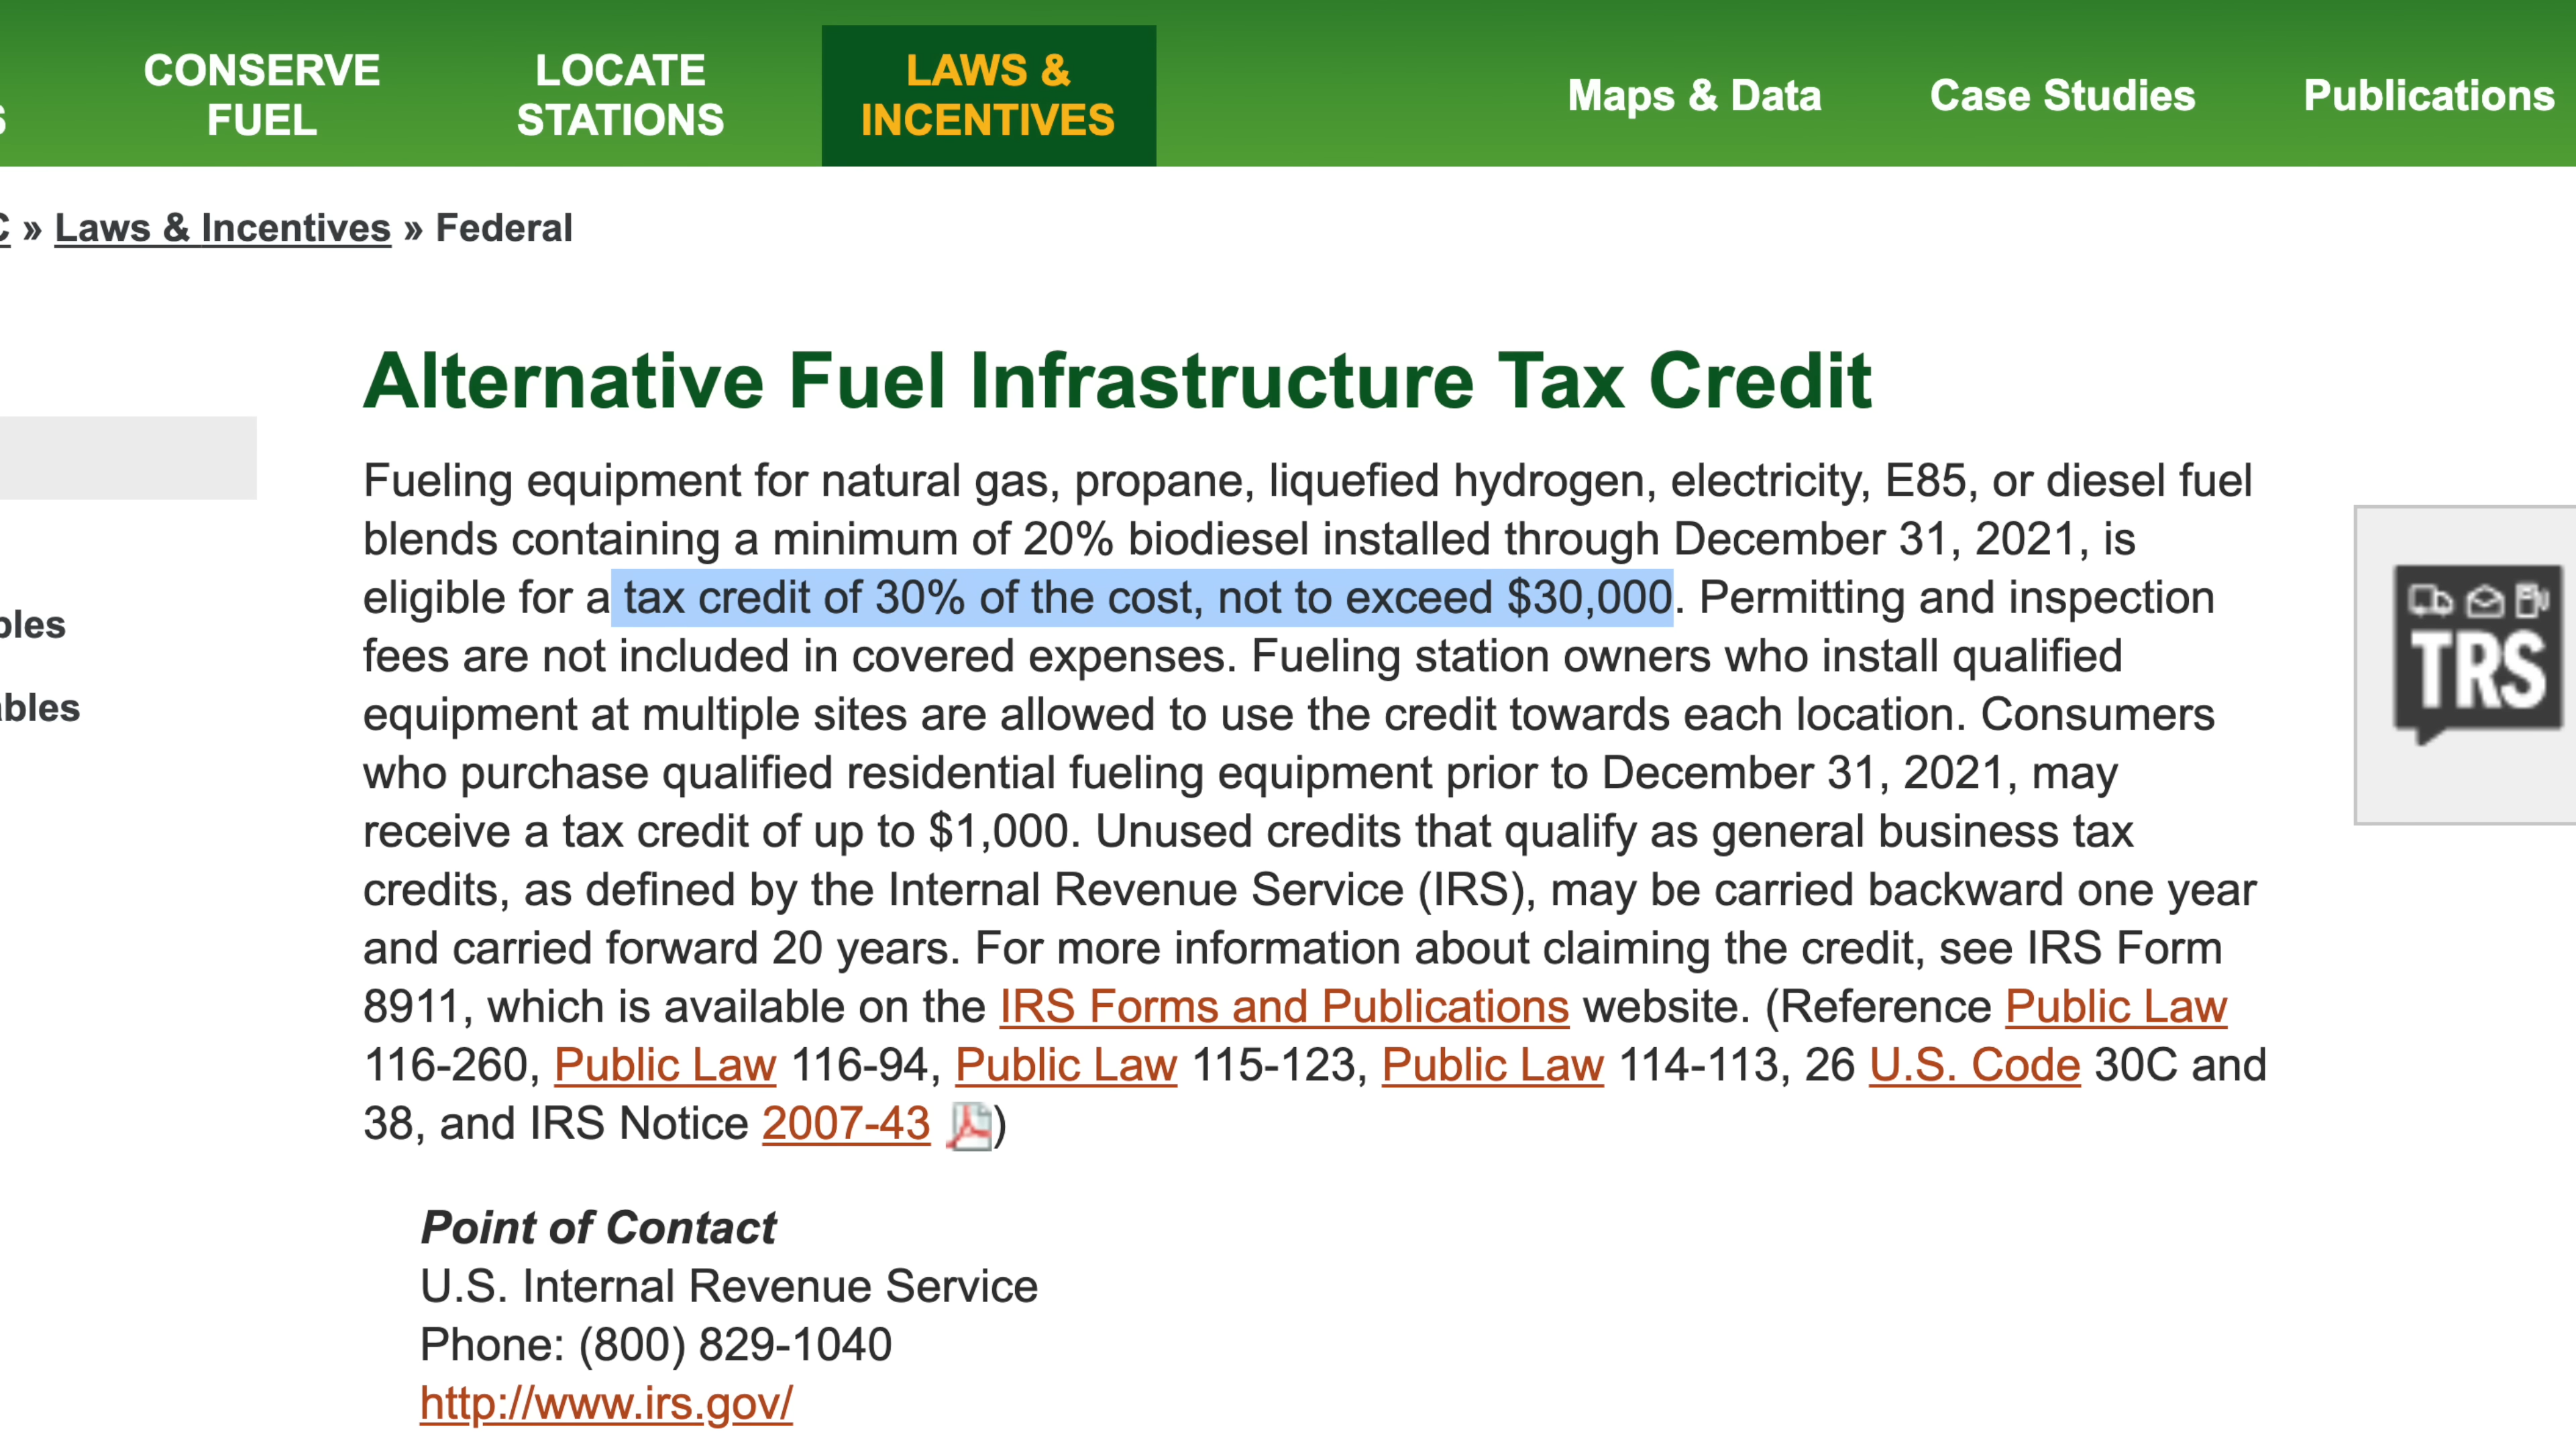 CONSERVE
FUEL
LOCATE
STATIONS
LAWS &
INCENTIVES
Maps & Data
Case Studies
Publications
» Laws & Incentives » Federal
Alternative Fuel Infrastructure Tax Credit
Fueling equipment for natural gas, propane, liquefied hydrogen, electricity, E85, or diesel fuel
blends containing a minimum of 20% biodiesel installed through December 31, 2021, is
eligible for a tax credit of 30% of the cost, not to exceed $30,000. Permitting and inspection
fees are not included in covered expenses. Fueling station owners who install qualified
equipment at multiple sites are allowed to use the credit towards each location. Consumers
who purchase qualified residential fueling equipment prior to December 31, 2021, may
receive a tax credit of up to $1,000. Unused credits that qualify as general business tax
credits, as defined by the Internal Revenue Service (IRS), may be carried backward one year
and carried forward 20 years. For more information about claiming the credit, see IRS Form
8911, which is available on the IRS Forms and Publications website. (Reference Public Law
116-260, Public Law 116-94, Public Law 115-123, Public Law 114-113, 26 U.S. Code 30C and
38, and IRS Notice 2007-43 )
Point of Contact
U.S. Internal Revenue Service
Phone: (800) 829-1040
http://www.irs.gov/
TRS